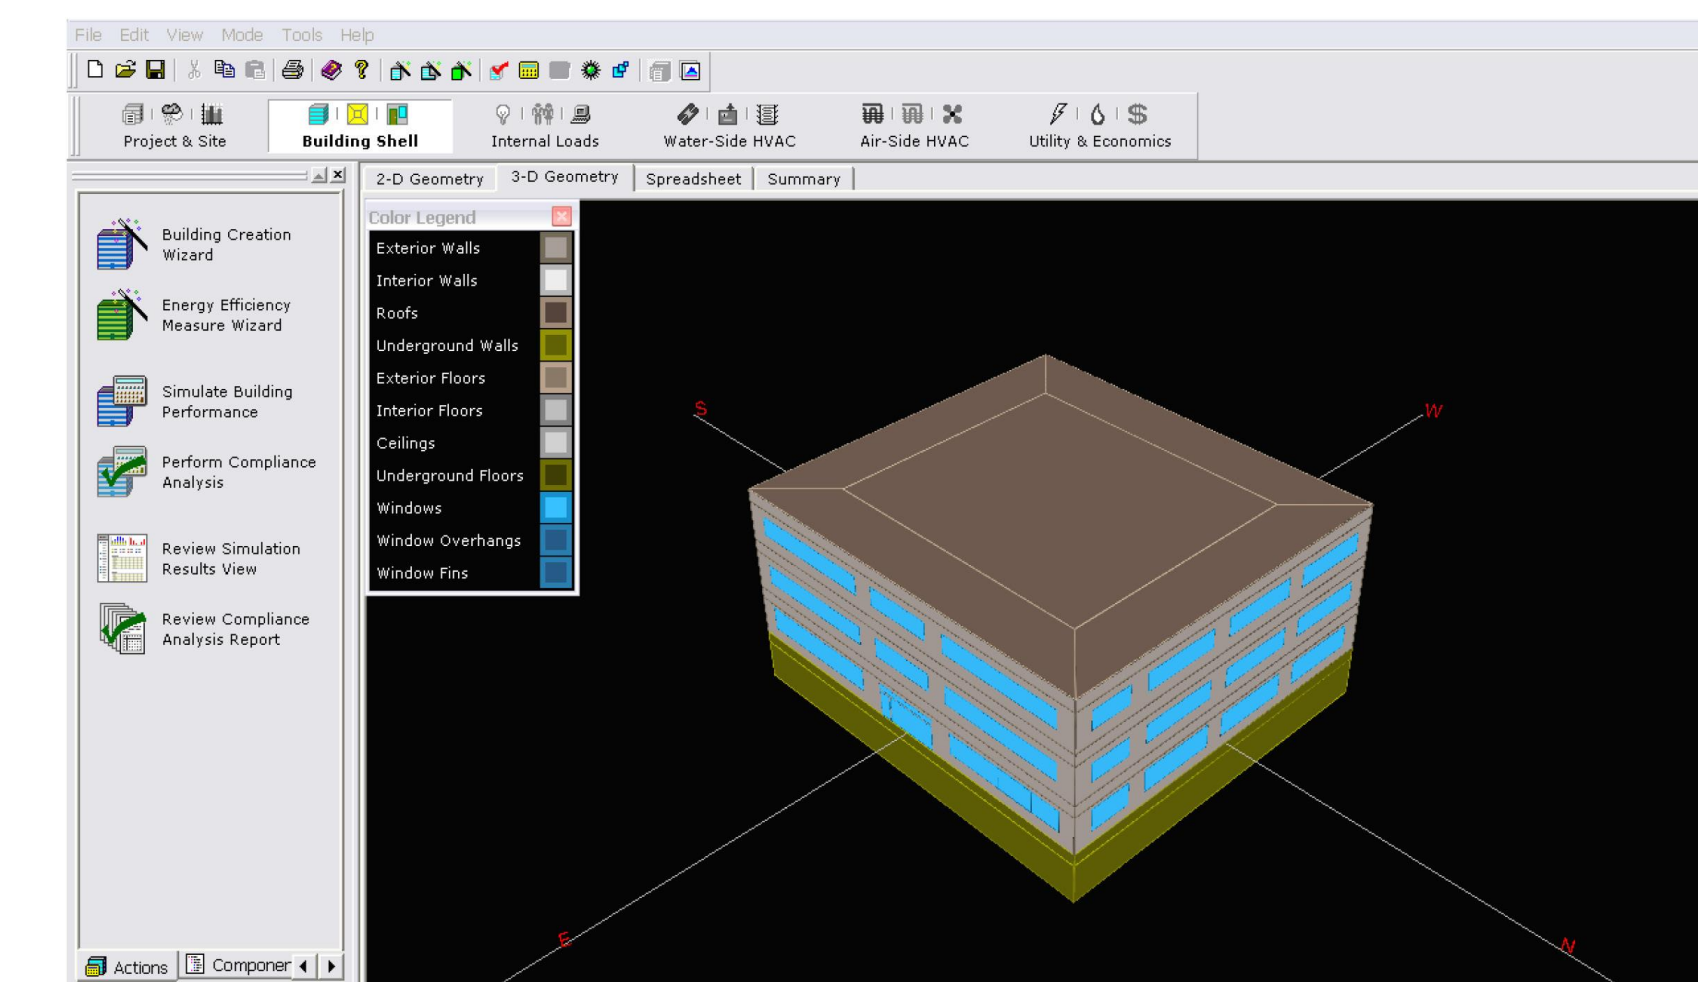 File Edit View Mode Tools Help
Project & Site
Building Shell
Internal Loads
Water-Side HVAC
Air-Side HVAC
Utility & Economics
2-D Geometry
3-D Geometry
Spreadsheet
Summary
Building Creation
Wizard
Energy Efficiency
Measure Wizard
Simulate Building
Performance
Perform Compliance
Analysis
Review Simulation
Results View
Review Compliance
Analysis Report
Actions
Componer
Color Legend
Exterior Walls
Interior Walls
Roofs
Underground Walls
Exterior Floors
Interior Floors
Ceilings
Underground Floors
Windows
Window Overhangs
Window Fins
S
W
E
N